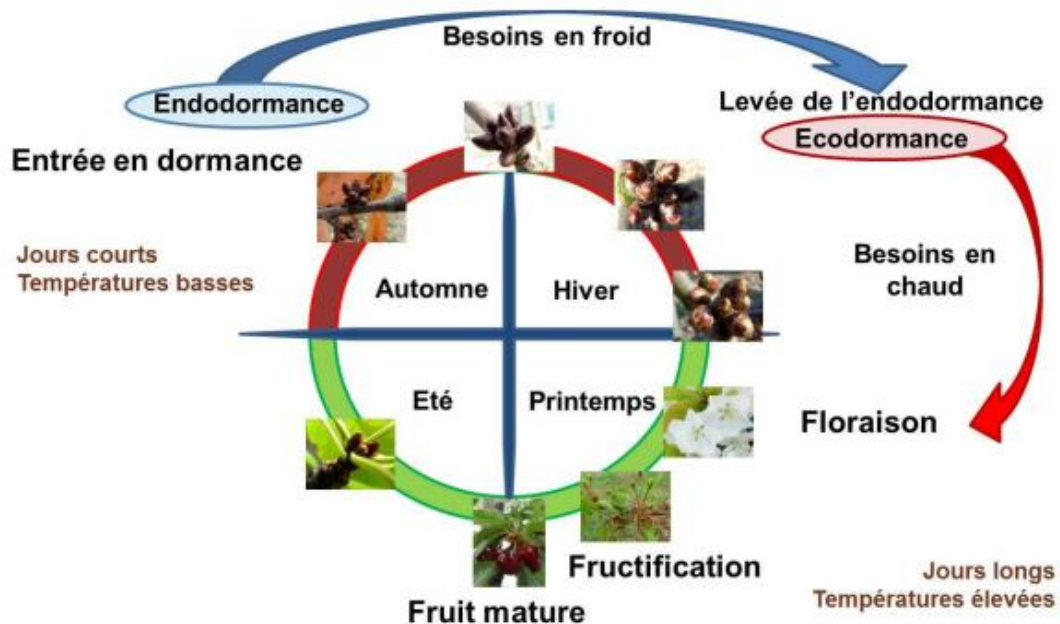 Besoins en froid
Endodormance
Levée de l'endodormance
Ecodormance
Entrée en dormance
Jours courts
Températures basses
Besoins en
chaud
Automne
Hiver
Eté
Printemps
Floraison
Fructification
Fruit mature
Jours longs
Températures élevées